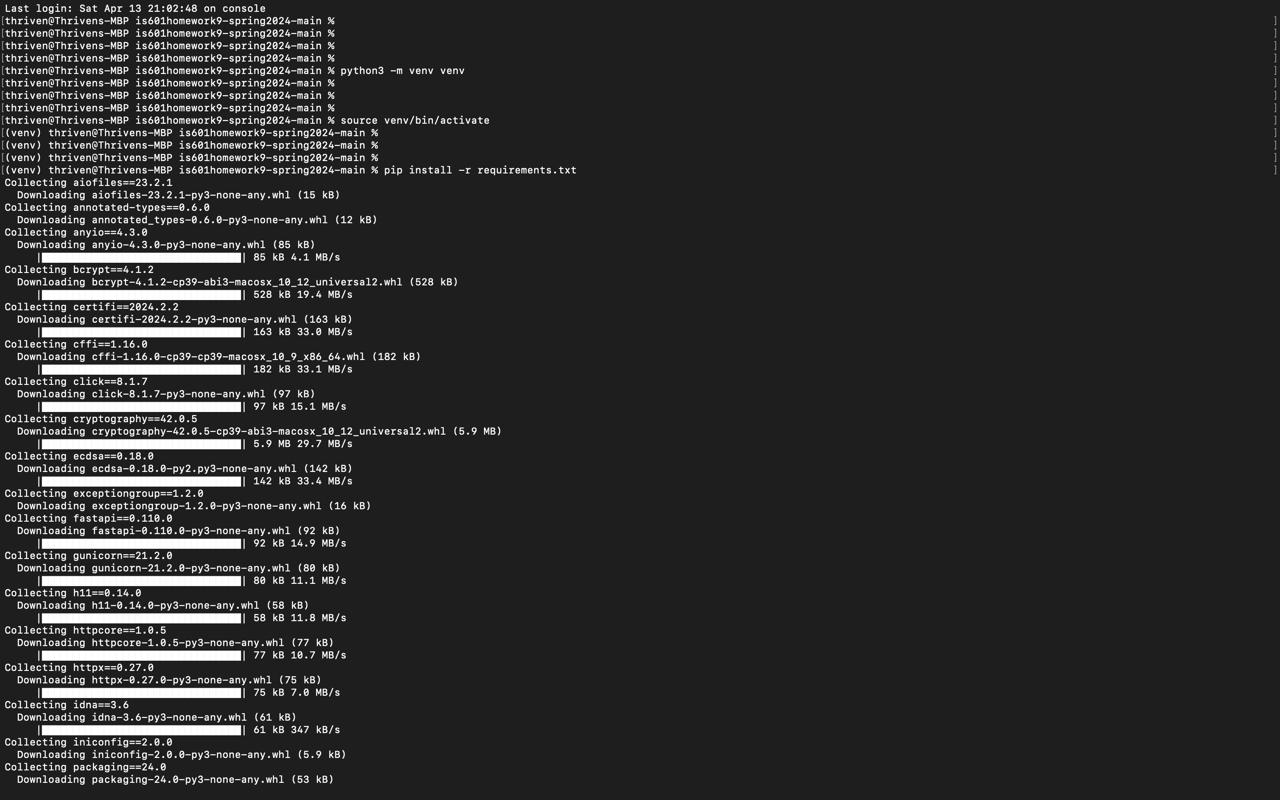 Last login: Sat Apr 13 21:02:48 on console
[thriven@Thrivens-MBP is601homework9-spring2024-main % ]
[thriven@Thrivens-MBP is601homework9-spring2024-main % ]
[thriven@Thrivens-MBP is601homework9-spring2024-main % ]
[thriven@Thrivens-MBP is601homework9-spring2024-main % ]
[thriven@Thrivens-MBP is601homework9-spring2024-main % python3 -m venv venv ]
[thriven@Thrivens-MBP is601homework9-spring2024-main % ]
[thriven@Thrivens-MBP is601homework9-spring2024-main % ]
[thriven@Thrivens-MBP is601homework9-spring2024-main % ]
[thriven@Thrivens-MBP is601homework9-spring2024-main % source venv/bin/activate ]
[(venv) thriven@Thrivens-MBP is601homework9-spring2024-main % ]
[(venv) thriven@Thrivens-MBP is601homework9-spring2024-main % ]
[(venv) thriven@Thrivens-MBP is601homework9-spring2024-main % ]
[(venv) thriven@Thrivens-MBP is601homework9-spring2024-main % pip install -r requirements.txt ]
Collecting aiofiles==23.2.1
  Downloading aiofiles-23.2.1-py3-none-any.whl (15 kB)
Collecting annotated-types==0.6.0
  Downloading annotated_types-0.6.0-py3-none-any.whl (12 kB)
Collecting anyio==4.3.0
  Downloading anyio-4.3.0-py3-none-any.whl (85 kB)
     |████████████████████████████████| 85 kB 4.1 MB/s
Collecting bcrypt==4.1.2
  Downloading bcrypt-4.1.2-cp39-abi3-macosx_10_12_universal2.whl (528 kB)
     |████████████████████████████████| 528 kB 19.4 MB/s
Collecting certifi==2024.2.2
  Downloading certifi-2024.2.2-py3-none-any.whl (163 kB)
     |████████████████████████████████| 163 kB 33.0 MB/s
Collecting cffi==1.16.0
  Downloading cffi-1.16.0-cp39-cp39-macosx_10_9_x86_64.whl (182 kB)
     |████████████████████████████████| 182 kB 33.1 MB/s
Collecting click==8.1.7
  Downloading click-8.1.7-py3-none-any.whl (97 kB)
     |████████████████████████████████| 97 kB 15.1 MB/s
Collecting cryptography==42.0.5
  Downloading cryptography-42.0.5-cp39-abi3-macosx_10_12_universal2.whl (5.9 MB)
     |████████████████████████████████| 5.9 MB 29.7 MB/s
Collecting ecdsa==0.18.0
  Downloading ecdsa-0.18.0-py2.py3-none-any.whl (142 kB)
     |████████████████████████████████| 142 kB 33.4 MB/s
Collecting exceptiongroup==1.2.0
  Downloading exceptiongroup-1.2.0-py3-none-any.whl (16 kB)
Collecting fastapi==0.110.0
  Downloading fastapi-0.110.0-py3-none-any.whl (92 kB)
     |████████████████████████████████| 92 kB 14.9 MB/s
Collecting gunicorn==21.2.0
  Downloading gunicorn-21.2.0-py3-none-any.whl (80 kB)
     |████████████████████████████████| 80 kB 11.1 MB/s
Collecting h11==0.14.0
  Downloading h11-0.14.0-py3-none-any.whl (58 kB)
     |████████████████████████████████| 58 kB 11.8 MB/s
Collecting httpcore==1.0.5
  Downloading httpcore-1.0.5-py3-none-any.whl (77 kB)
     |████████████████████████████████| 77 kB 10.7 MB/s
Collecting httpx==0.27.0
  Downloading httpx-0.27.0-py3-none-any.whl (75 kB)
     |████████████████████████████████| 75 kB 7.0 MB/s
Collecting idna==3.6
  Downloading idna-3.6-py3-none-any.whl (61 kB)
     |████████████████████████████████| 61 kB 347 kB/s
Collecting iniconfig==2.0.0
  Downloading iniconfig-2.0.0-py3-none-any.whl (5.9 kB)
Collecting packaging==24.0
  Downloading packaging-24.0-py3-none-any.whl (53 kB)